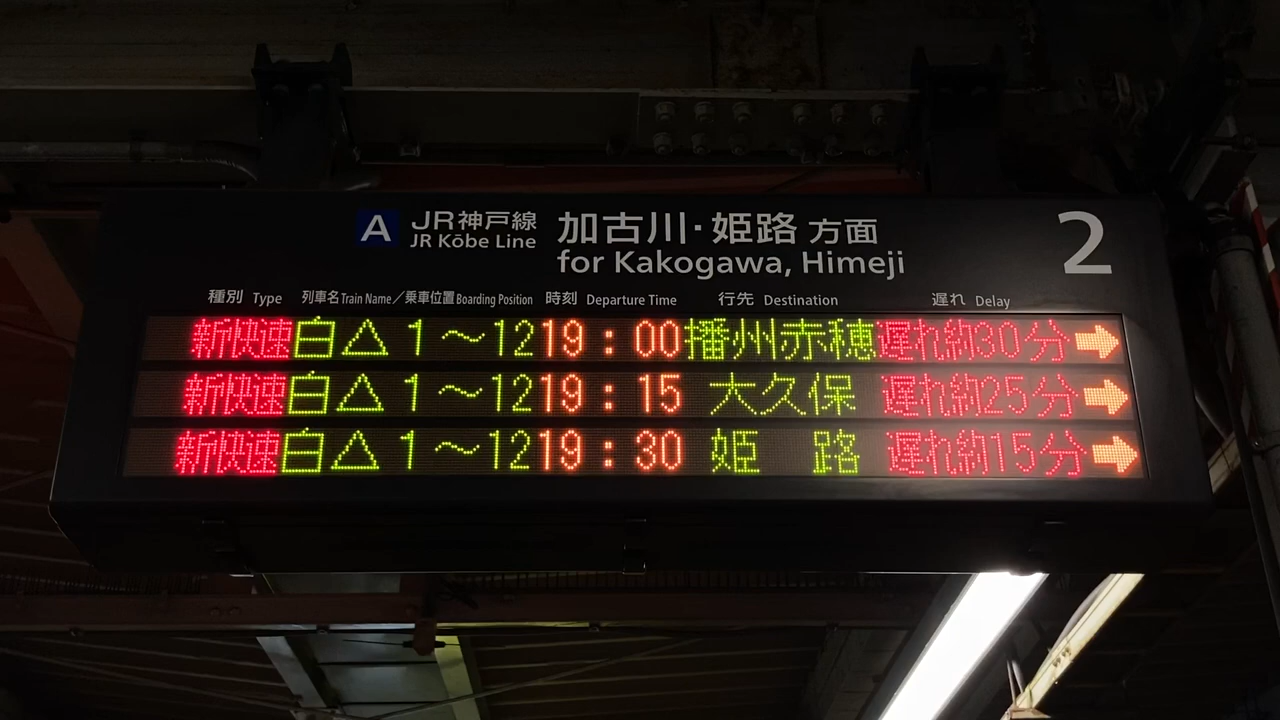 A JR神戸線 加古川・姫路 方面 2
JR Kōbe Line for Kakogawa, Himeji
種別 Type 列車名 Train Name／乗車位置 Boarding Position 時刻 Departure Time 行先 Destination 遅れ Delay
新快速 白△ 1～12 19：00 播州赤穂 遅れ約30分 ➡
新快速 白△ 1～12 19：15 大久保 遅れ約25分 ➡
新快速 白△ 1～12 19：30 姫路 遅れ約15分 ➡